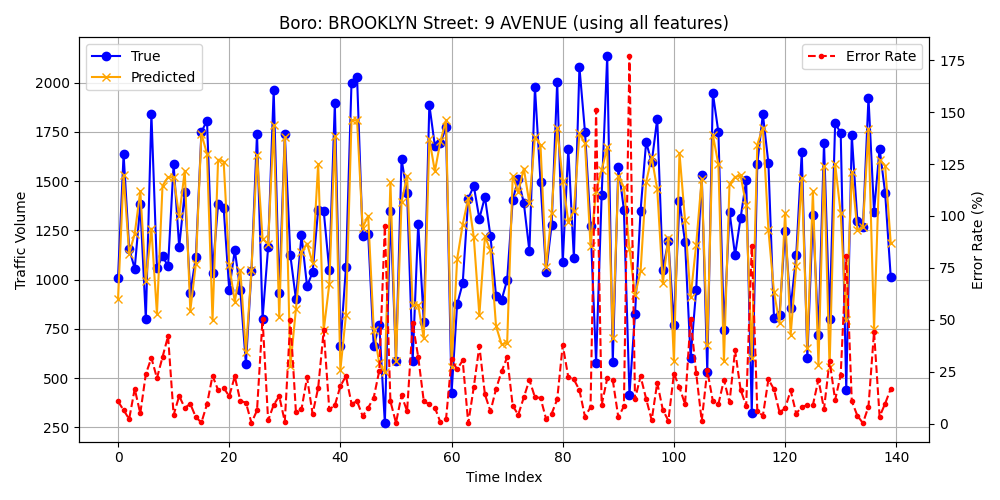 Boro: BROOKLYN Street: 9 AVENUE (using all features)
True
Predicted
Error Rate
Traffic Volume
2000
1750
1500
1250
1000
750
500
250
175
150
125
100
75
50
25
0
Error Rate (%)
0 20 40 60 80 100 120 140
Time Index